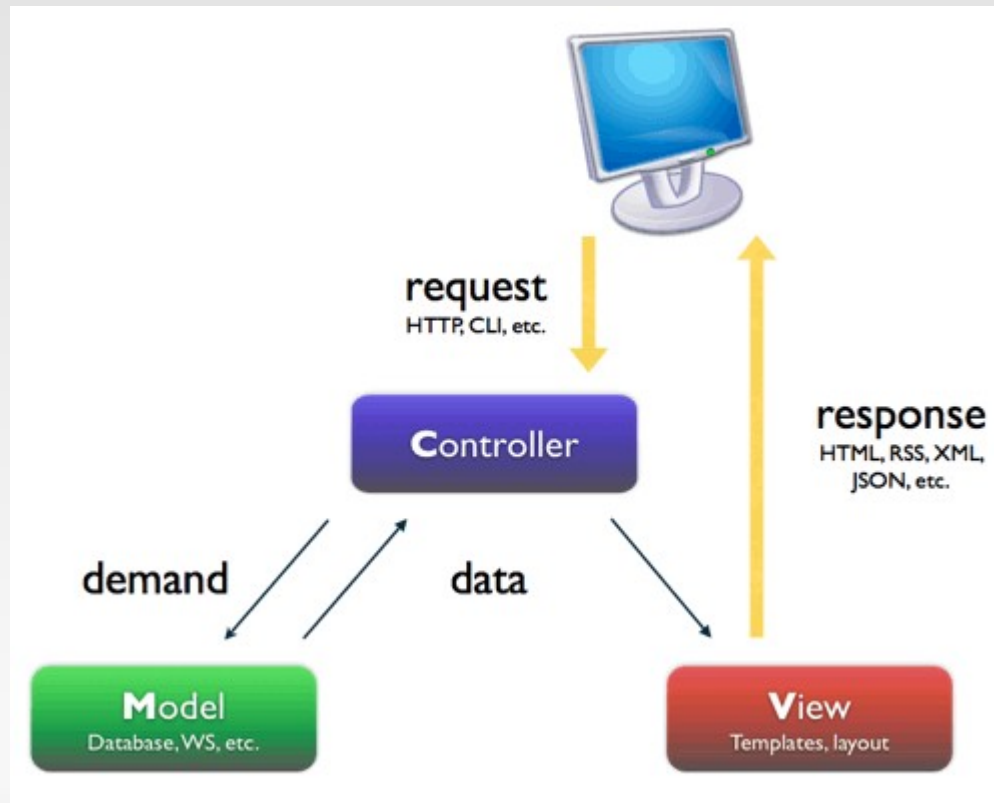 request
HTTP, CLI, etc.
Controller
response
HTML, RSS, XML,
JSON, etc.
demand
data
Model
Database, WS, etc.
View
Templates, layout